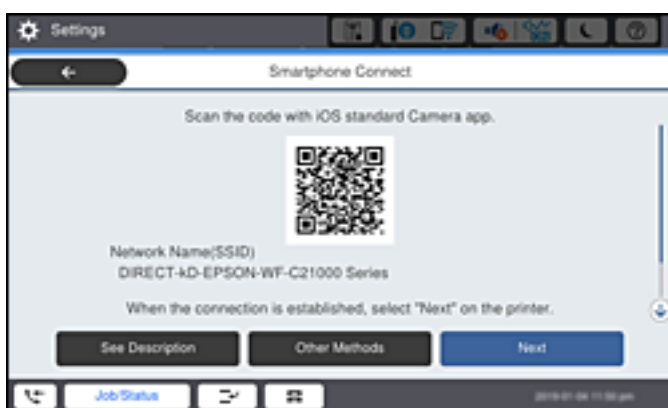 Settings
Smartphone Connect
Scan the code with iOS standard Camera app.
Network Name(SSID)
DIRECT-kD-EPSON-WF-C21000 Series
When the connection is established, select "Next" on the printer.
See Description
Other Methods
Next
Job/Status